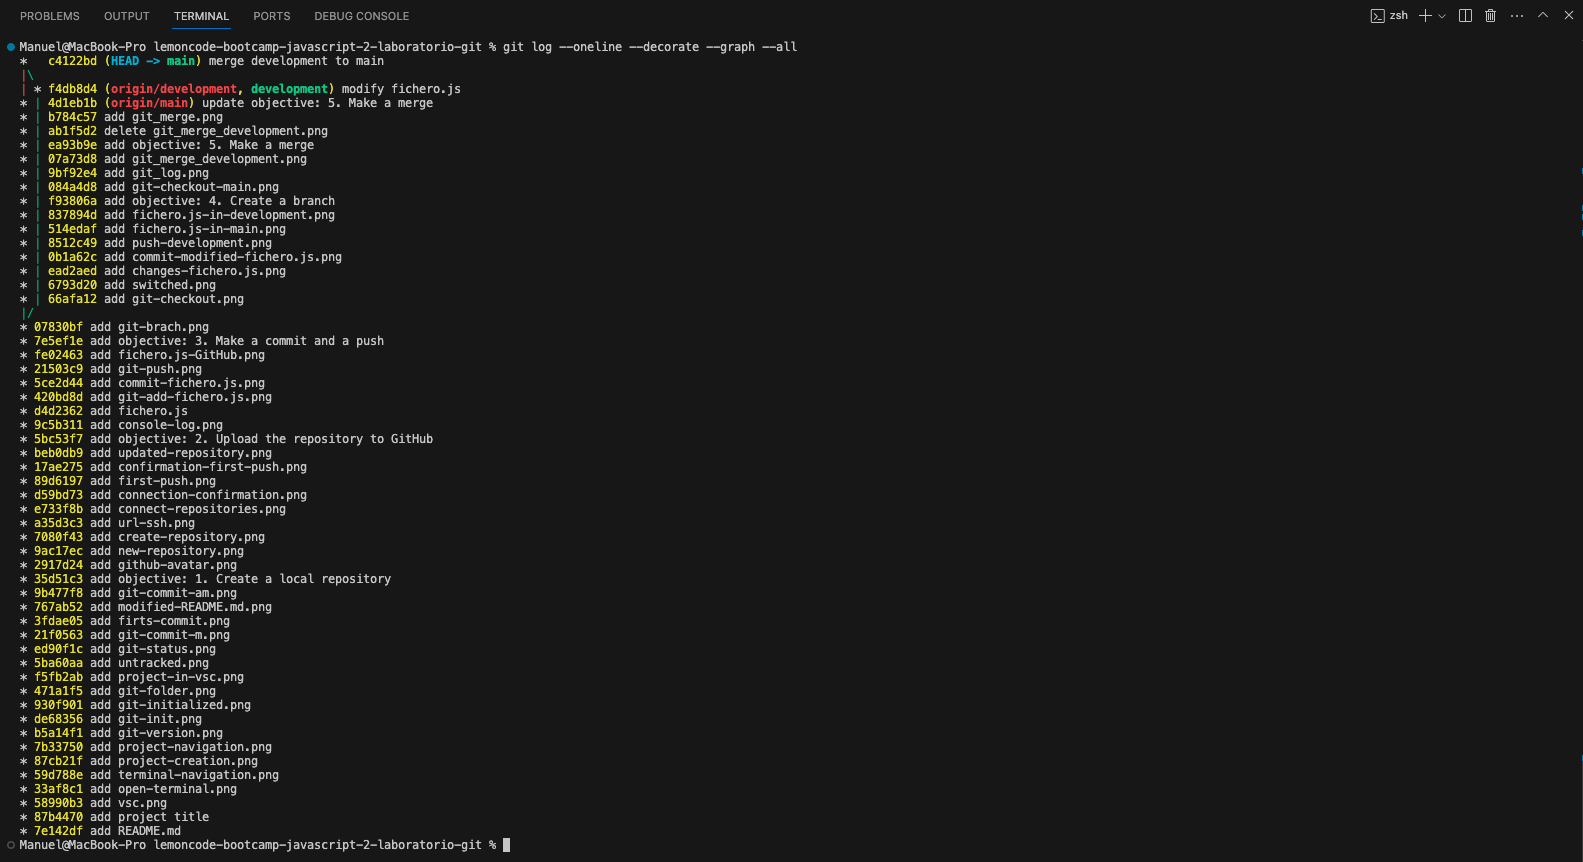 PROBLEMS OUTPUT TERMINAL PORTS DEBUG CONSOLE zsh
Manuel@MacBook-Pro lemoncode-bootcamp-javascript-2-laboratorio-git % git log --oneline --decorate --graph --all
*   c4122bd (HEAD -> main) merge development to main
|\
| * f4db8d4 (origin/development, development) modify fichero.js
* | 4d1eb1b (origin/main) update objective: 5. Make a merge
* | b784c57 add git_merge.png
* | ab1f5d2 delete git_merge_development.png
* | ea93b9e add objective: 5. Make a merge
* | 07a73d8 add git_merge_development.png
* | 9bf92e4 add git_log.png
* | 084a4d8 add git-checkout-main.png
* | f93806a add objective: 4. Create a branch
* | 837894d add fichero.js-in-development.png
* | 514edaf add fichero.js-in-main.png
* | 8512c49 add push-development.png
* | 0b1a62c add commit-modified-fichero.js.png
* | ead2aed add changes-fichero.js.png
* | 6793d20 add switched.png
* | 66afa12 add git-checkout.png
|/
* 07830bf add git-brach.png
* 7e5ef1e add objective: 3. Make a commit and a push
* fe02463 add fichero.js-GitHub.png
* 21503c9 add git-push.png
* 5ce2d44 add commit-fichero.js.png
* 420bd8d add git-add-fichero.js.png
* d4d2362 add fichero.js
* 9c5b311 add console-log.png
* 5bc53f7 add objective: 2. Upload the repository to GitHub
* beb0db9 add updated-repository.png
* 17ae275 add confirmation-first-push.png
* 89d6197 add first-push.png
* d59bd73 add connection-confirmation.png
* e733f8b add connect-repositories.png
* a35d3c3 add url-ssh.png
* 7080f43 add create-repository.png
* 9ac17ec add new-repository.png
* 2917d24 add github-avatar.png
* 35d51c3 add objective: 1. Create a local repository
* 9b477f8 add git-commit-am.png
* 767ab52 add modified-README.md.png
* 3fdae05 add firts-commit.png
* 21f0563 add git-commit-m.png
* ed90f1c add git-status.png
* 5ba60aa add untracked.png
* f5fb2ab add project-in-vsc.png
* 471a1f5 add git-folder.png
* 930f901 add git-initialized.png
* de68356 add git-init.png
* b5a14f1 add git-version.png
* 7b33750 add project-navigation.png
* 87cb21f add project-creation.png
* 59d788e add terminal-navigation.png
* 33af8c1 add open-terminal.png
* 58990b3 add vsc.png
* 87b4470 add project title
* 7e142df add README.md
Manuel@MacBook-Pro lemoncode-bootcamp-javascript-2-laboratorio-git %